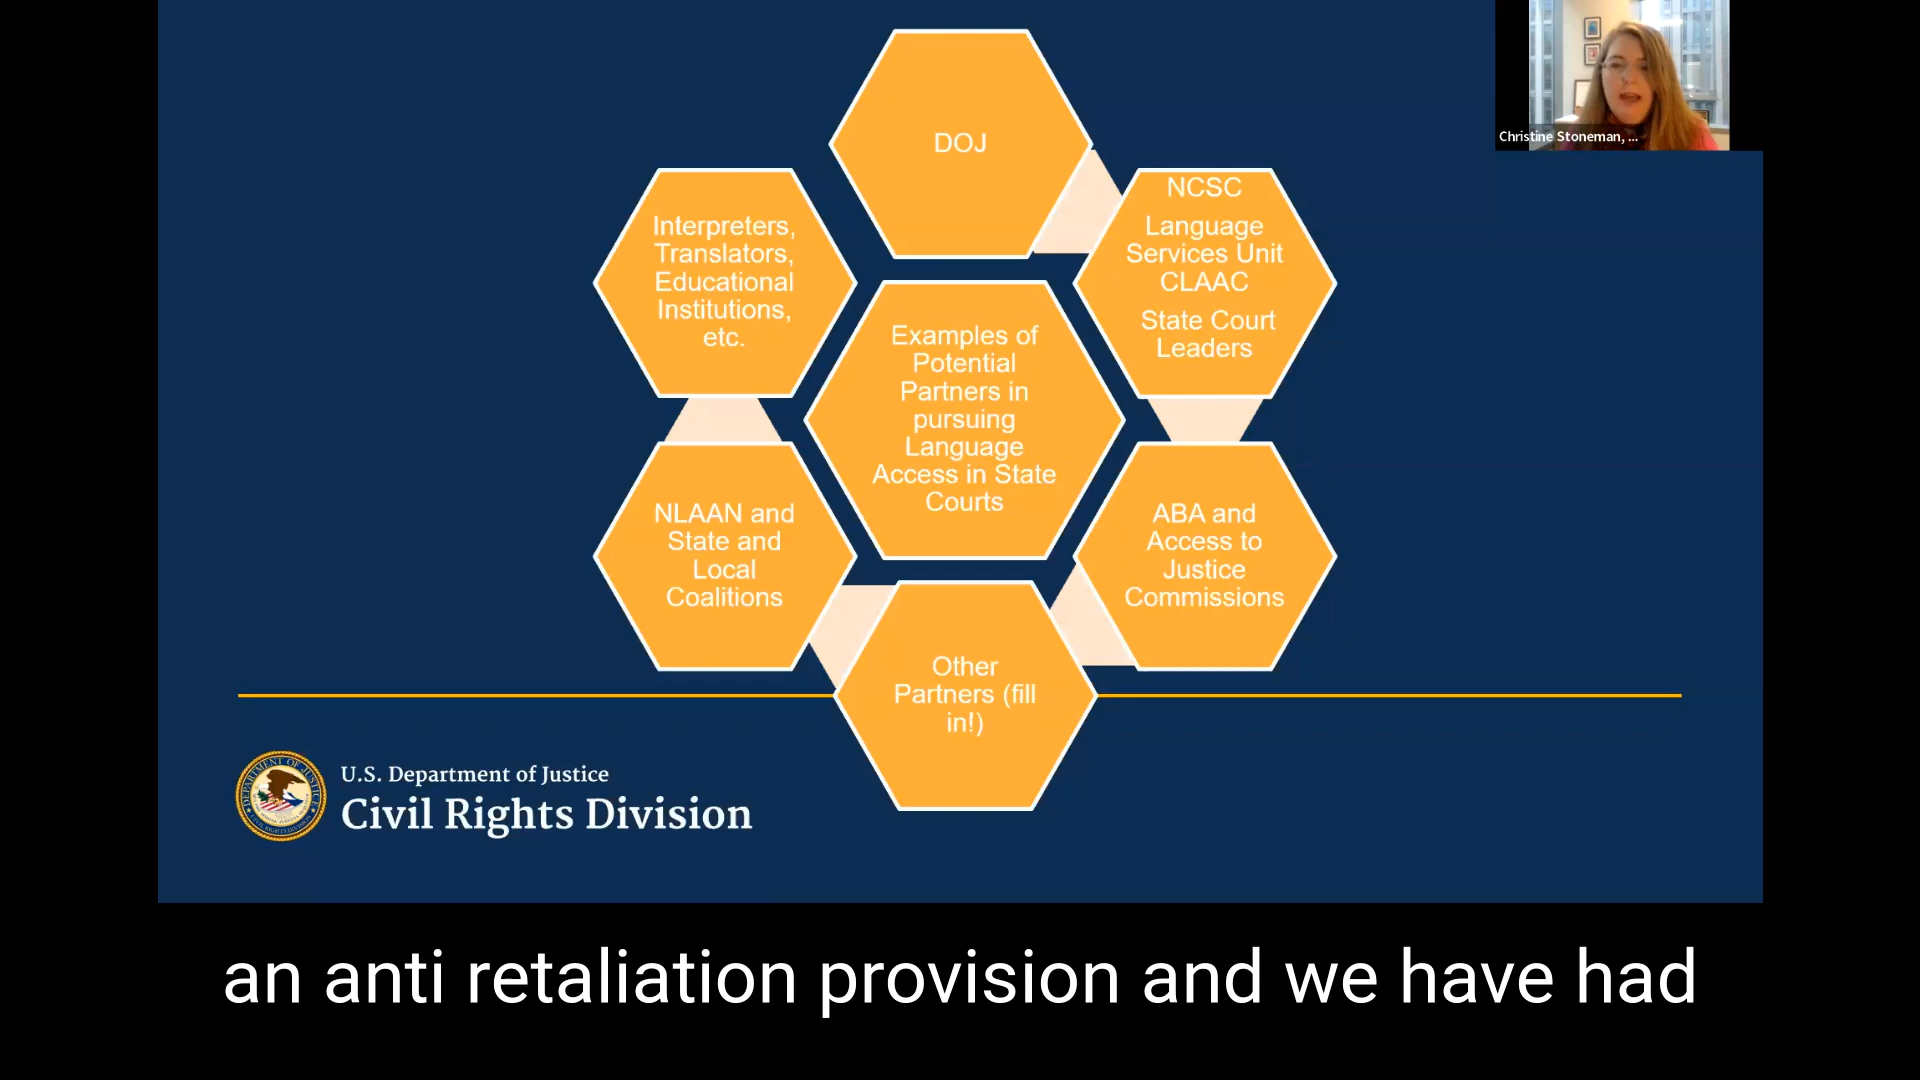 DOJ
NCSC
Language
Services Unit
CLAAC
State Court
Leaders
ABA and
Access to
Justice
Commissions
Other
Partners (fill
in!)
NLAAN and
State and
Local
Coalitions
Interpreters,
Translators,
Educational
Institutions,
etc.
Examples of
Potential
Partners in
pursuing
Language
Access in State
Courts
Christine Stoneman, ...
U.S. Department of Justice
Civil Rights Division
an anti retaliation provision and we have had